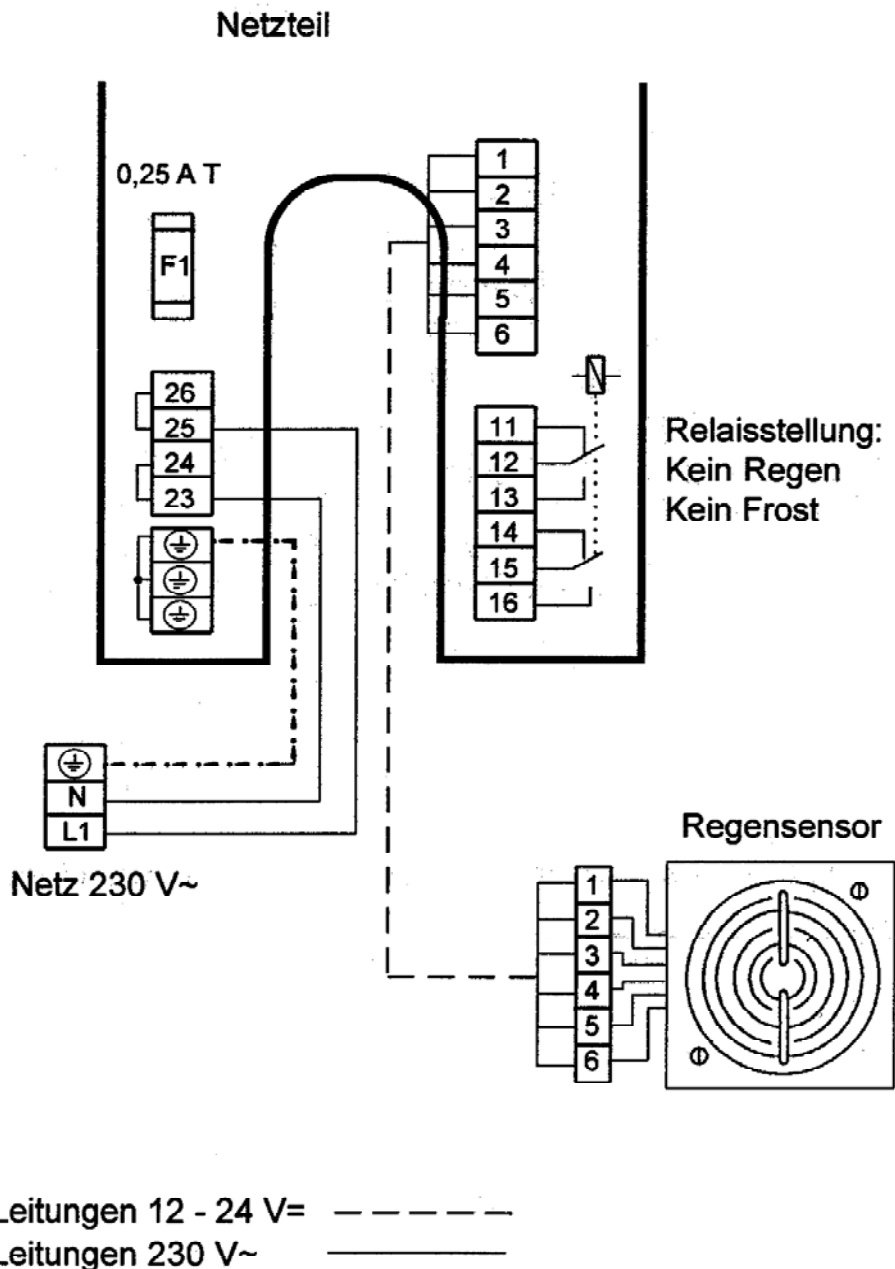 Netzteil
0,25 A T
F1
1
2
3
4
5
6
26
25
24
23
11
12
13
14
15
16
Relaisstellung:
Kein Regen
Kein Frost
N
L1
Netz 230 V~
Regensensor
1
2
3
4
5
6
Leitungen 12 - 24 V=
Leitungen 230 V~